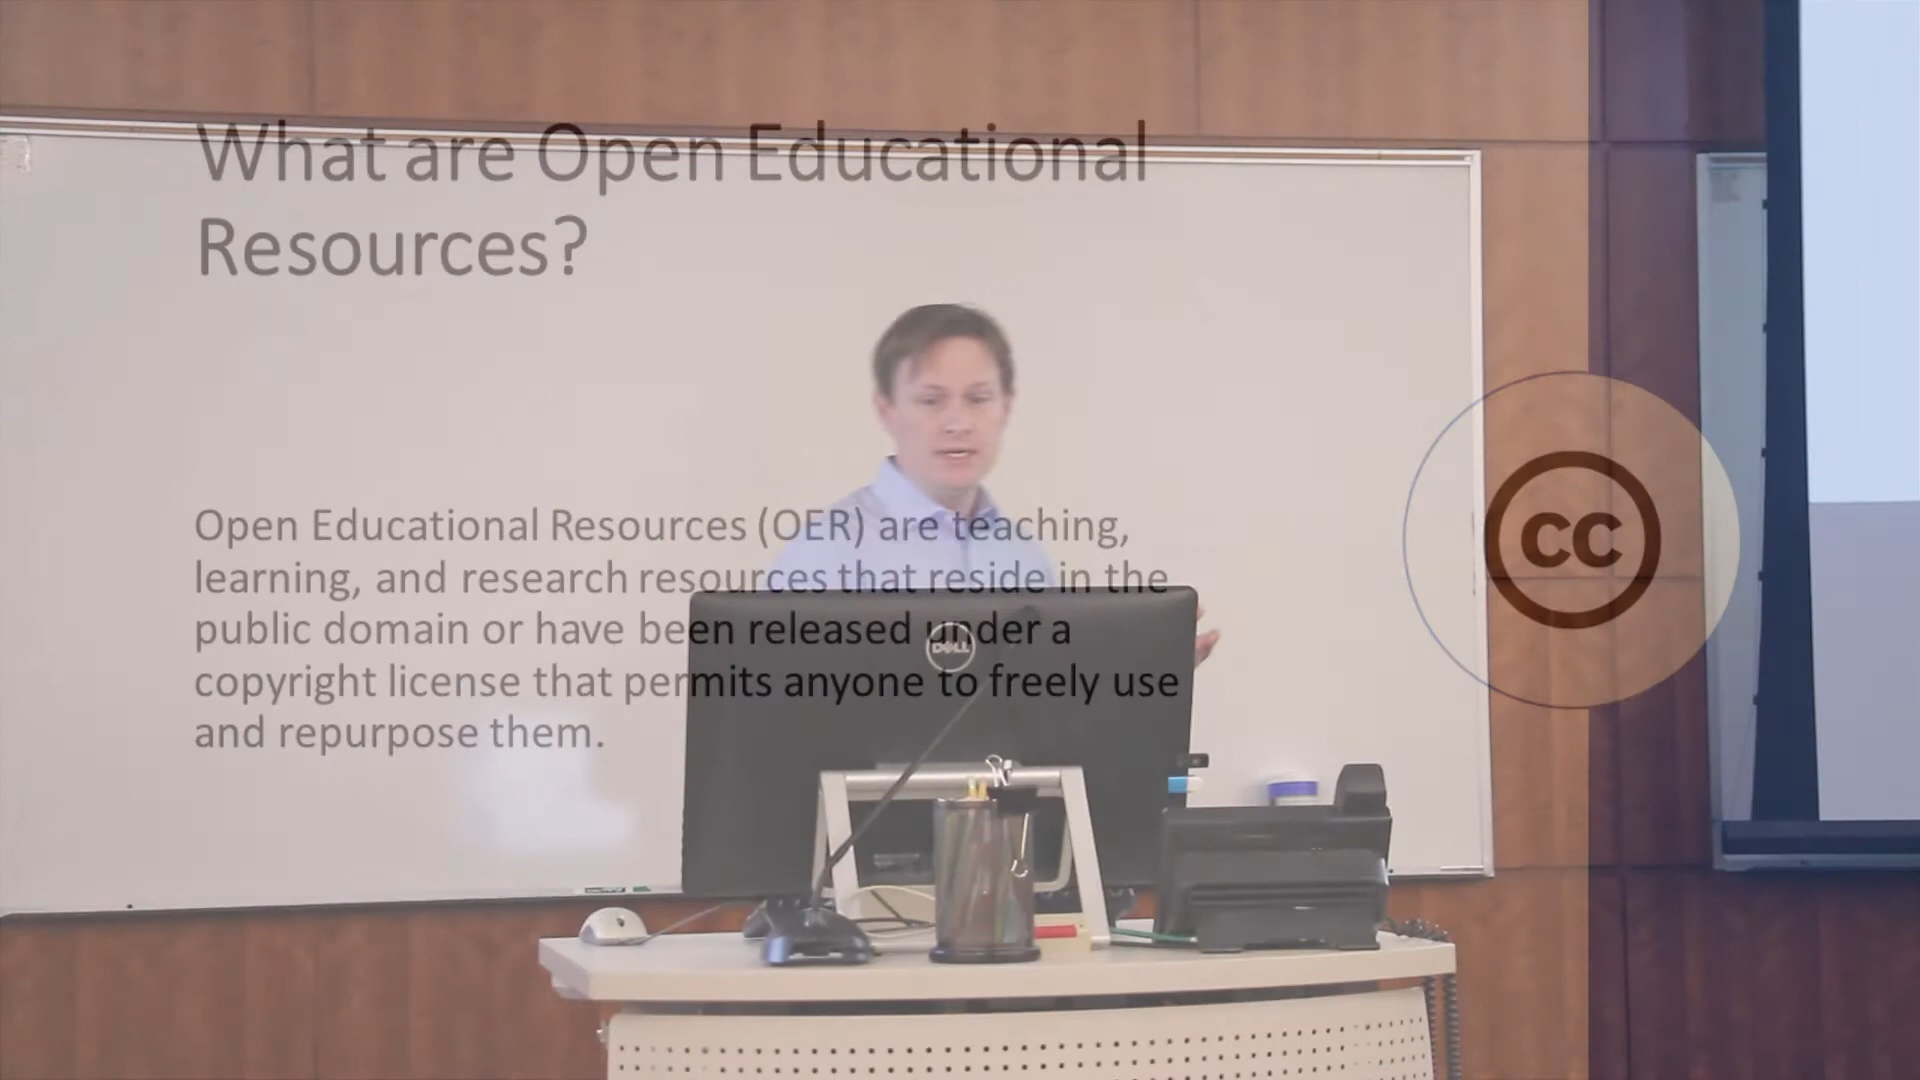 What are Open Educational
Resources?
Open Educational Resources (OER) are teaching,
learning, and research resources that reside in the
public domain or have been released under a
copyright license that permits anyone to freely use
and repurpose them.
cc
DELL